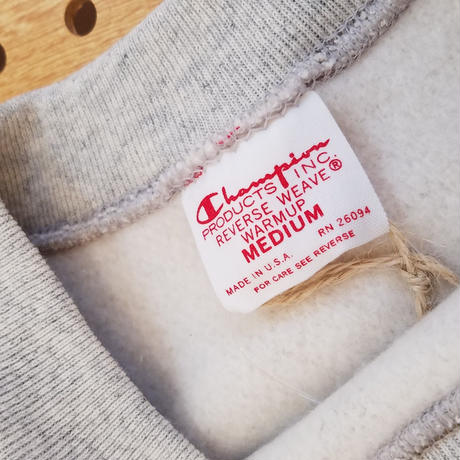 Champion
PRODUCTS INC.
REVERSE WEAVE®
WARMUP
MEDIUM
MADE IN U.S.A. RN 26094
FOR CARE SEE REVERSE